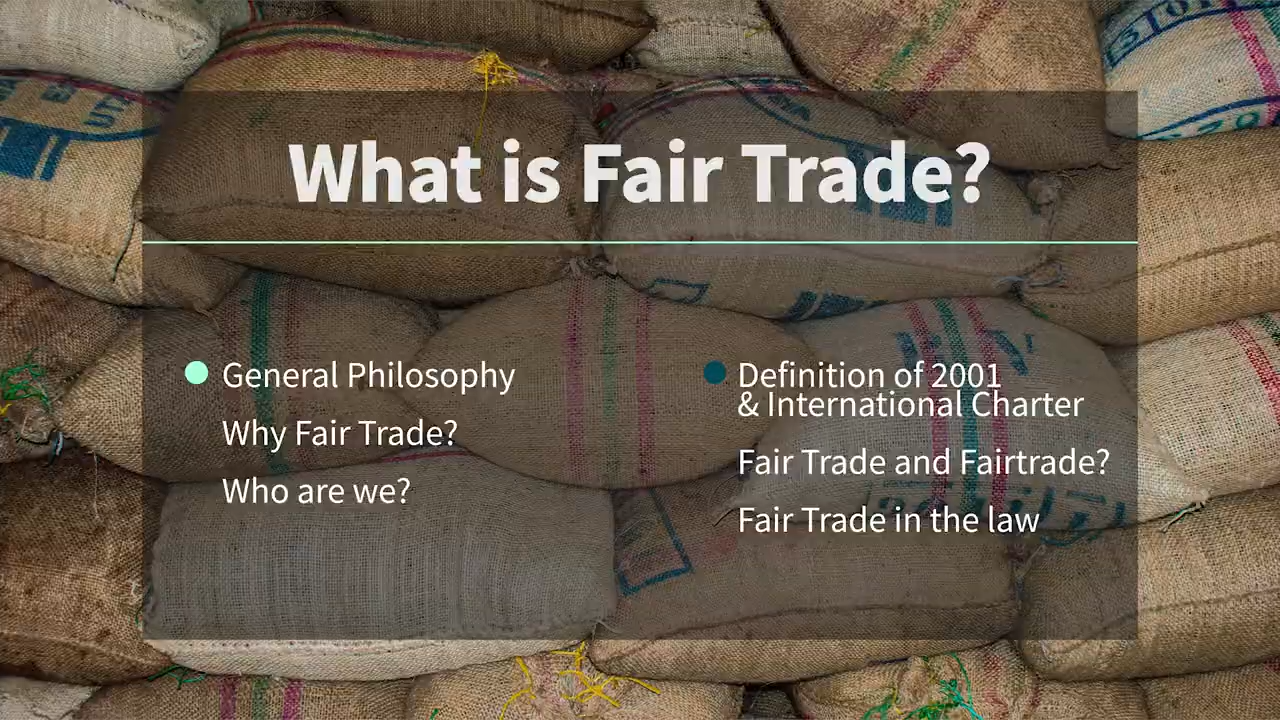 What is Fair Trade?
General Philosophy
Why Fair Trade?
Who are we?
Definition of 2001
& International Charter
Fair Trade and Fairtrade?
Fair Trade in the law